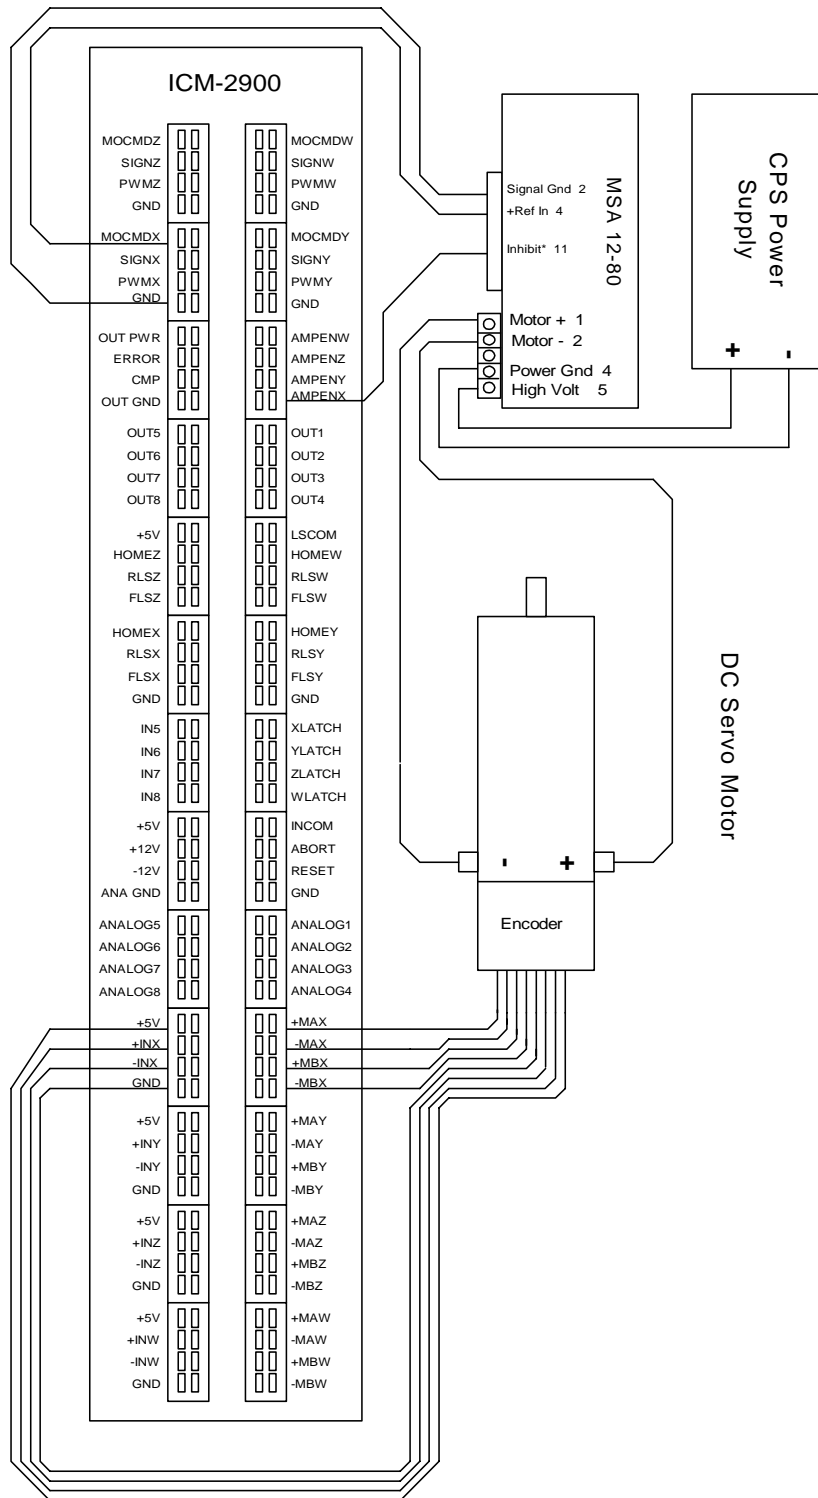 ICM-2900
MOCMDZ
SIGNZ
PWMZ
GND
MOCMDX
SIGNX
PWMX
GND
OUT PWR
ERROR
CMP
OUT GND
OUT5
OUT6
OUT7
OUT8
+5V
HOMEZ
RLSZ
FLSZ
HOMEX
RLSX
FLSX
GND
IN5
IN6
IN7
IN8
+5V
+12V
-12V
ANA GND
ANALOG5
ANALOG6
ANALOG7
ANALOG8
+5V
+INX
-INX
GND
+5V
+INY
-INY
GND
+5V
+INZ
-INZ
GND
+5V
+INW
-INW
GND
MOCMDW
SIGNW
PWMW
GND
MOCMDY
SIGNY
PWMY
GND
AMPENW
AMPENZ
AMPENY
AMPENX
OUT1
OUT2
OUT3
OUT4
LSCOM
HOMEW
RLSW
FLSW
HOMEY
RLSY
FLSY
GND
XLATCH
YLATCH
ZLATCH
WLATCH
INCOM
ABORT
RESET
GND
ANALOG1
ANALOG2
ANALOG3
ANALOG4
+MAX
-MAX
+MBX
-MBX
+MAY
-MAY
+MBY
-MBY
+MAZ
-MAZ
+MBZ
-MBZ
+MAW
-MAW
+MBW
-MBW
MSA 12-80
Signal Gnd 2
+Ref In 4
Inhibit* 11
Motor + 1
Motor - 2
Power Gnd 4
High Volt 5
CPS Power
Supply
+ -
DC Servo Motor
- +
Encoder